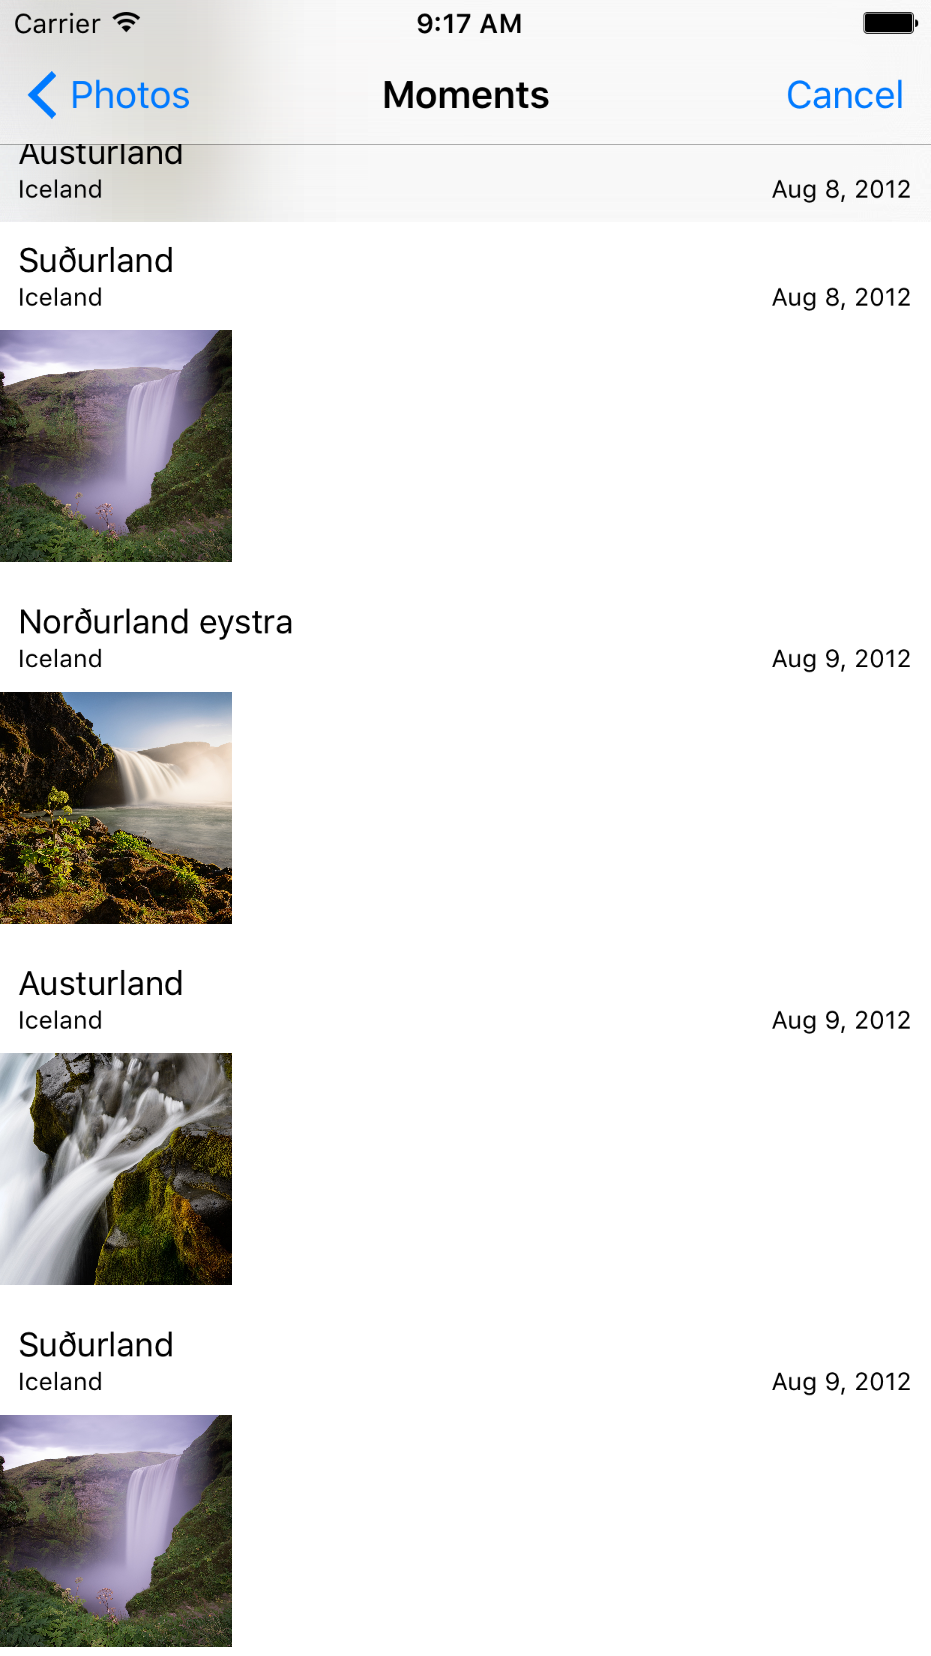 Carrier 9:17 AM
Photos Moments Cancel
Austurland
Iceland Aug 8, 2012
Suðurland
Iceland Aug 8, 2012
Norðurland eystra
Iceland Aug 9, 2012
Austurland
Iceland Aug 9, 2012
Suðurland
Iceland Aug 9, 2012